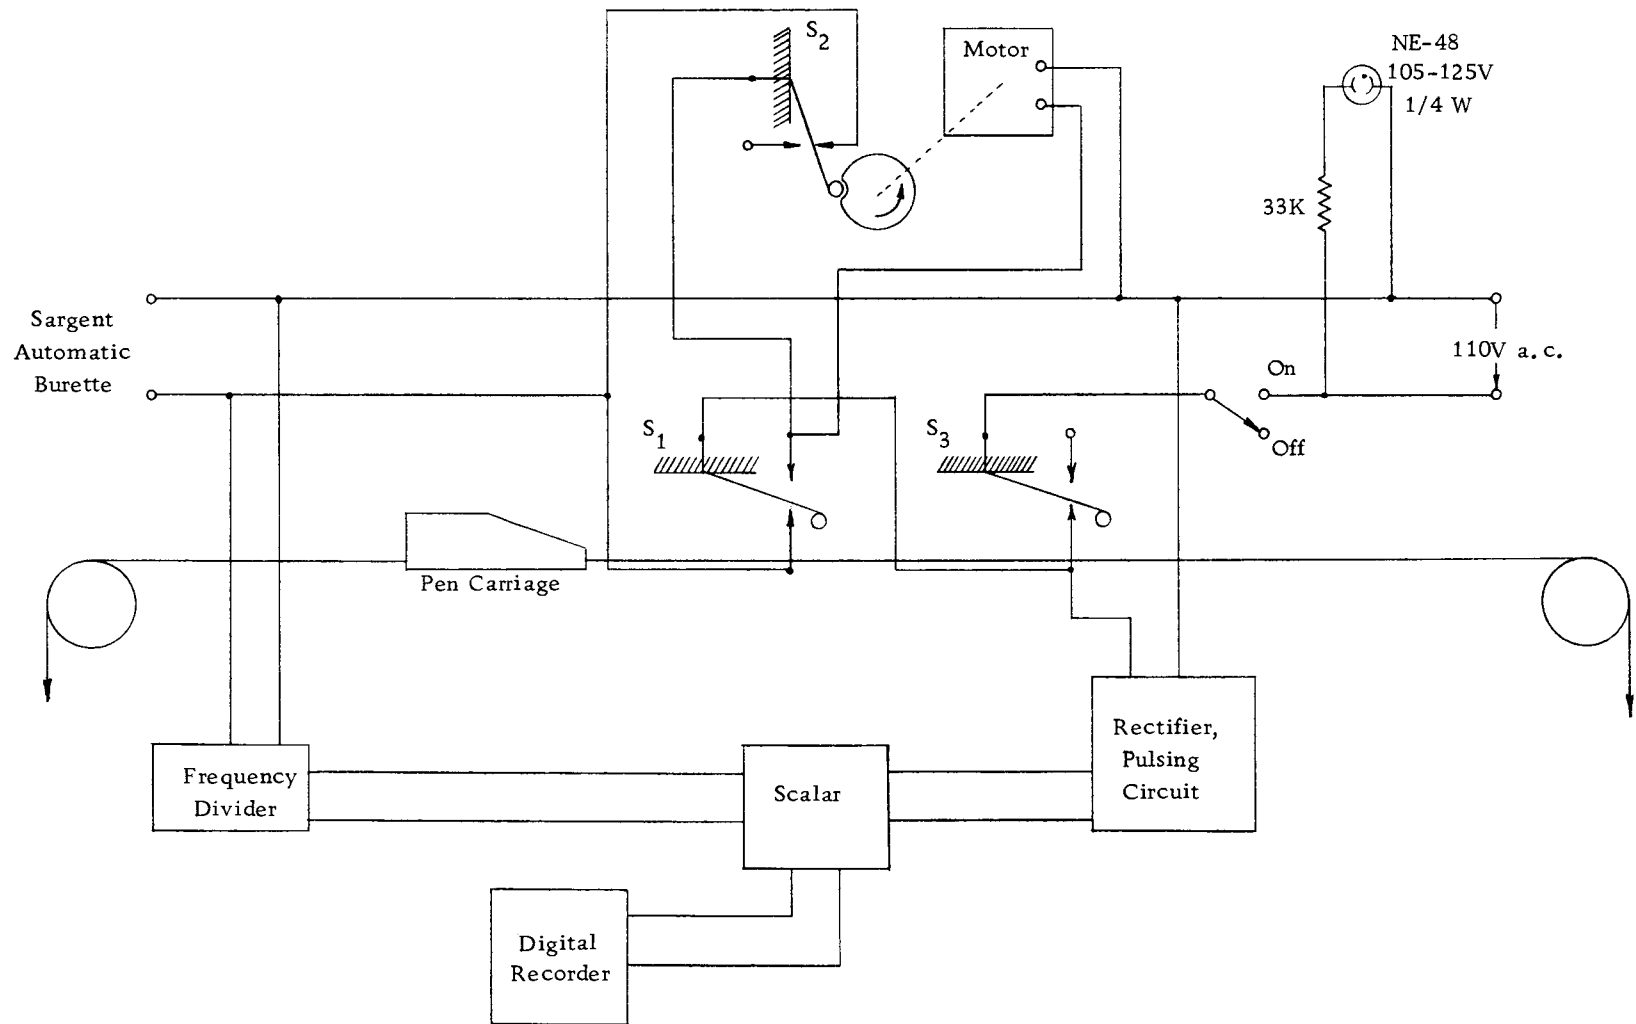 S2
Motor
NE-48
105-125V
1/4 W
33K
Sargent
Automatic
Burette
110V a.c.
On
Off
S1
S3
Pen Carriage
Frequency
Divider
Scalar
Rectifier,
Pulsing
Circuit
Digital
Recorder